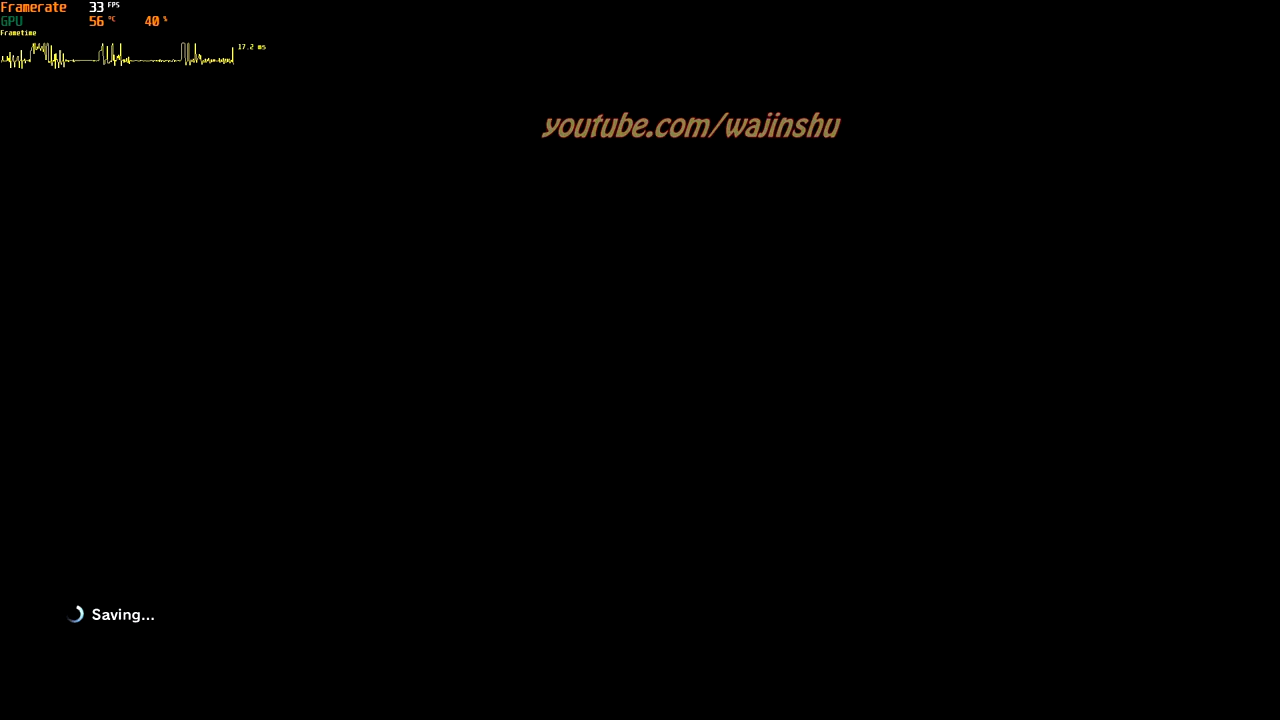 Framerate 33 FPS
GPU 56 °C 40 %
Frametime
17.2 ms
youtube.com/wajinshu
Saving...